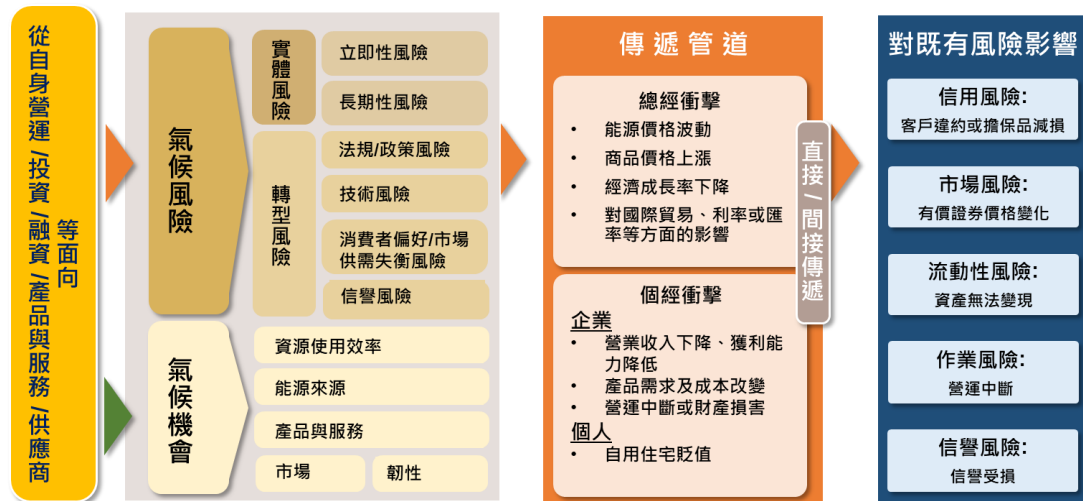 從自身營運/投資/融資/產品與服務/供應商
等面向
氣候風險
實體風險
立即性風險
長期性風險
轉型風險
法規/政策風險
技術風險
消費者偏好/市場
供需失衡風險
信譽風險
氣候機會
資源使用效率
能源來源
產品與服務
市場
韌性
傳遞管道
總經衝擊
• 能源價格波動
• 商品價格上漲
• 經濟成長率下降
• 對國際貿易、利率或匯
率等方面的影響
個經衝擊
企業
• 營業收入下降、獲利能
力降低
• 產品需求及成本改變
• 營運中斷或財產損害
個人
• 自用住宅貶值
直接/間接傳遞
對既有風險影響
信用風險:
客戶違約或擔保品減損
市場風險:
有價證券價格變化
流動性風險:
資產無法變現
作業風險:
營運中斷
信譽風險:
信譽受損